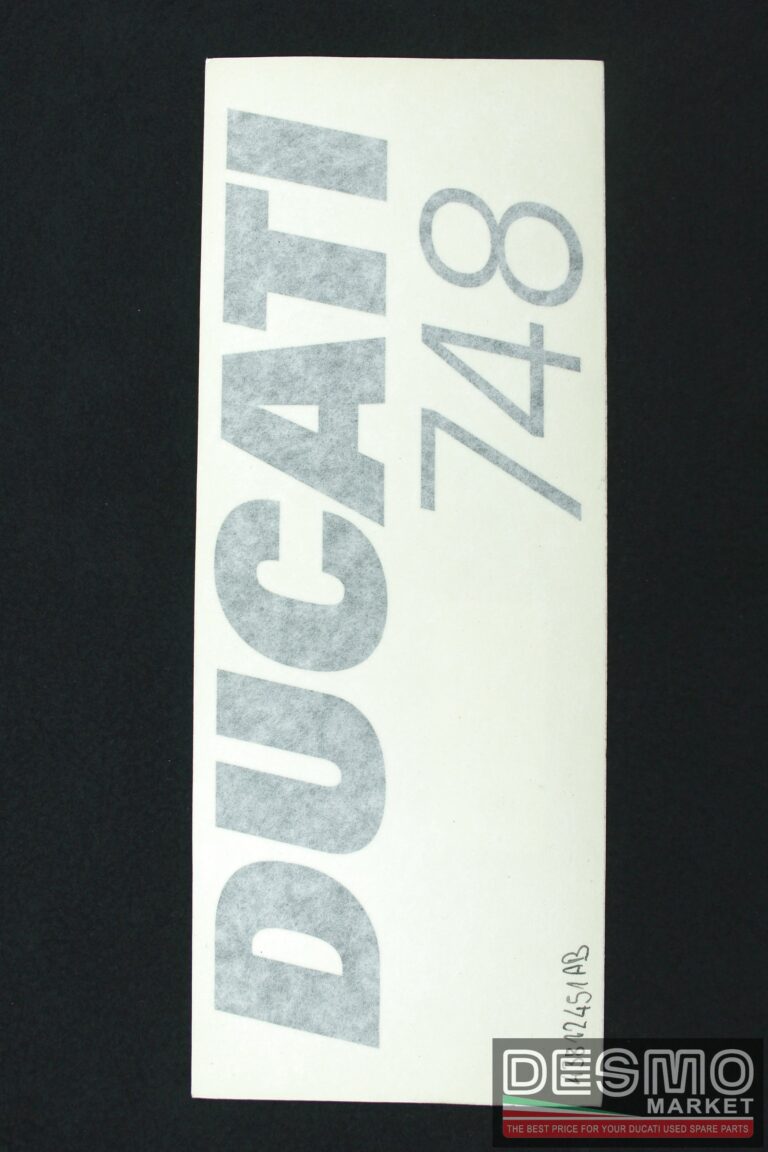 DUCATI
748
DESMO
MARKET
THE BEST PRICE FOR YOUR DUCATI USED SPARE PARTS